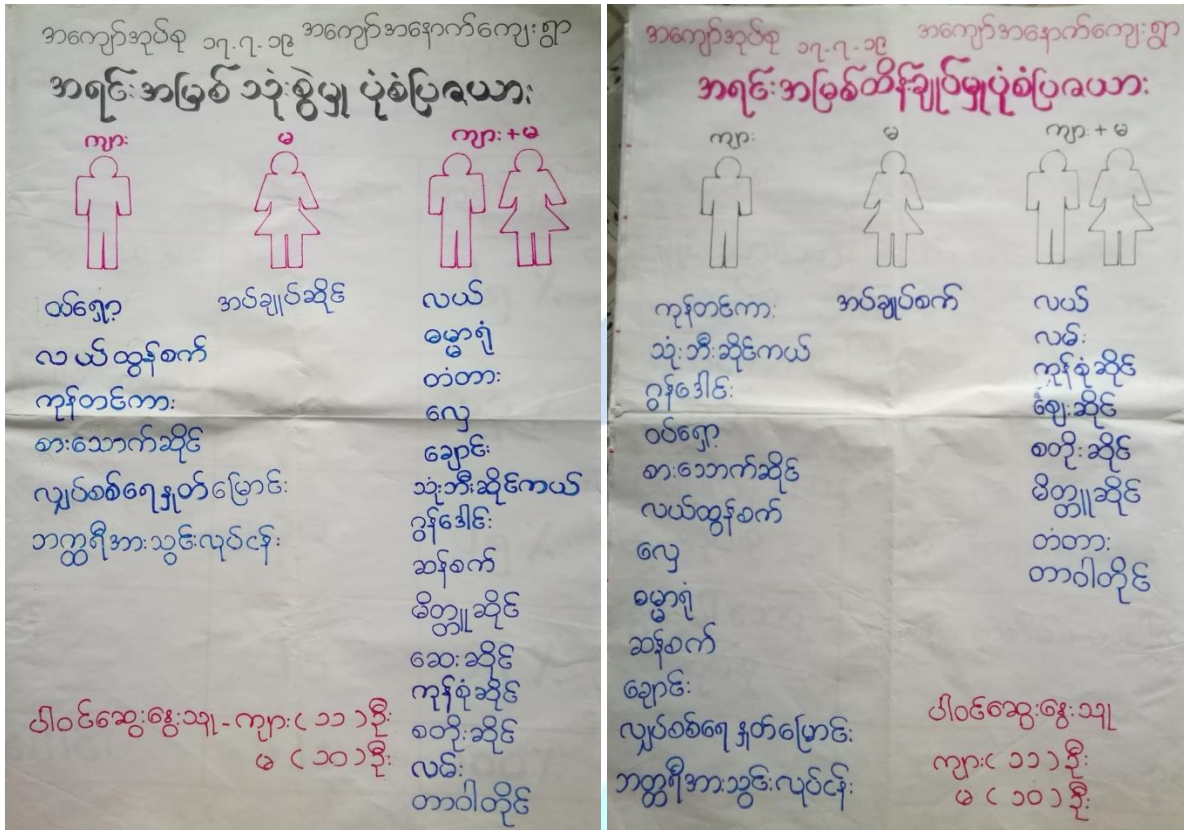 အကျော်အုပ်စု ၁၇.၇.၁၉ အကျော်အနောက်ကျေးရွာ
အရင်းအမြစ် သုံးစွဲမှု ပုံစံပြဇယား
ကျား
မ
ကျား + မ
ဝပ်ရှော့
လယ်ထွန်စက်
ကုန်တင်ကား
စားသောက်ဆိုင်
လျှပ်စစ်ရေနှုတ်မြောင်း
ဘက္ထရီအားသွင်းလုပ်ငန်း
အပ်ချုပ်ဆိုင်
လယ်
ဓမ္မာရုံ
တံတား
လှေ
ချောင်း
သုံးဘီးဆိုင်ကယ်
ဂွန်ဒေါင်း
ဆန်စက်
မိတ္တူဆိုင်
ဆေးဆိုင်
ကုန်စုံဆိုင်
စတိုးဆိုင်
လမ်း
တာဝါတိုင်
ပါဝင်ဆွေးနွေးသူ - ကျား ( ၁၁ ) ဦး
မ ( ၁၀ ) ဦး
အကျော်အုပ်စု ၁၇.၇.၁၉ အကျော်အနောက်ကျေးရွာ
အရင်းအမြစ်ထိန်းချုပ်မှုပုံစံပြဇယား
ကျား
မ
ကျား + မ
ကုန်တင်ကား
သုံးဘီးဆိုင်ကယ်
ဂွန်ဒေါင်း
ဝပ်ရှော့
စားသောက်ဆိုင်
လယ်ထွန်စက်
လှေ
ဓမ္မာရုံ
ဆန်စက်
ချောင်း
လျှပ်စစ်ရေနှုတ်မြောင်း
ဘတ္ထရီအားသွင်းလုပ်ငန်း
အပ်ချုပ်စက်
လယ်
လမ်း
ကုန်စုံဆိုင်
ဈေးဆိုင်
စတိုးဆိုင်
မိတ္တူဆိုင်
တံတား
တာဝါတိုင်
ပါဝင်ဆွေးနွေးသူ
ကျား ( ၁၁ ) ဦး
မ ( ၁၀ ) ဦး